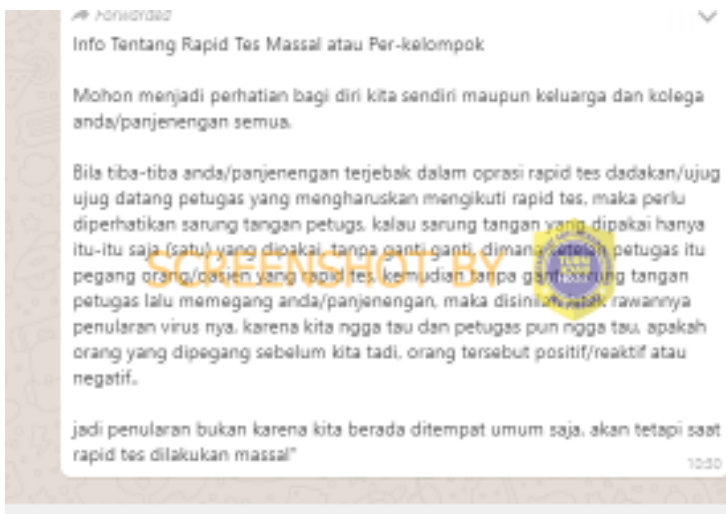 Forwarded
Info Tentang Rapid Tes Massal atau Per-kelompok
Mohon menjadi perhatian bagi diri kita sendiri maupun keluarga dan kolega
anda/panjenengan semua.
Bila tiba-tiba anda/panjenengan terjebak dalam oprasi rapid tes dadakan/ujug
ujug datang petugas yang mengharuskan mengikuti rapid tes, maka perlu
diperhatikan sarung tangan petugs. kalau sarung tangan yang dipakai hanya
itu-itu saja (satu) yang dipakai, tanpa ganti ganti, dimana setelah petugas itu
pegang orang/pasien yang rapid tes, kemudian tanpa ganti sarung tangan
petugas lalu memegang anda/panjenengan, maka disini rawannya
penularan virus nya, karena kita ngga tau dan petugas pun ngga tau, apakah
orang yang dipegang sebelum kita tadi, orang tersebut positif/reaktif atau
negatif..
jadi penularan bukan karena kita berada ditempat umum saja, akan tetapi saat
rapid tes dilakukan massal"
10:30
SCREENSHOT BY
TURN
BACK
HOAX